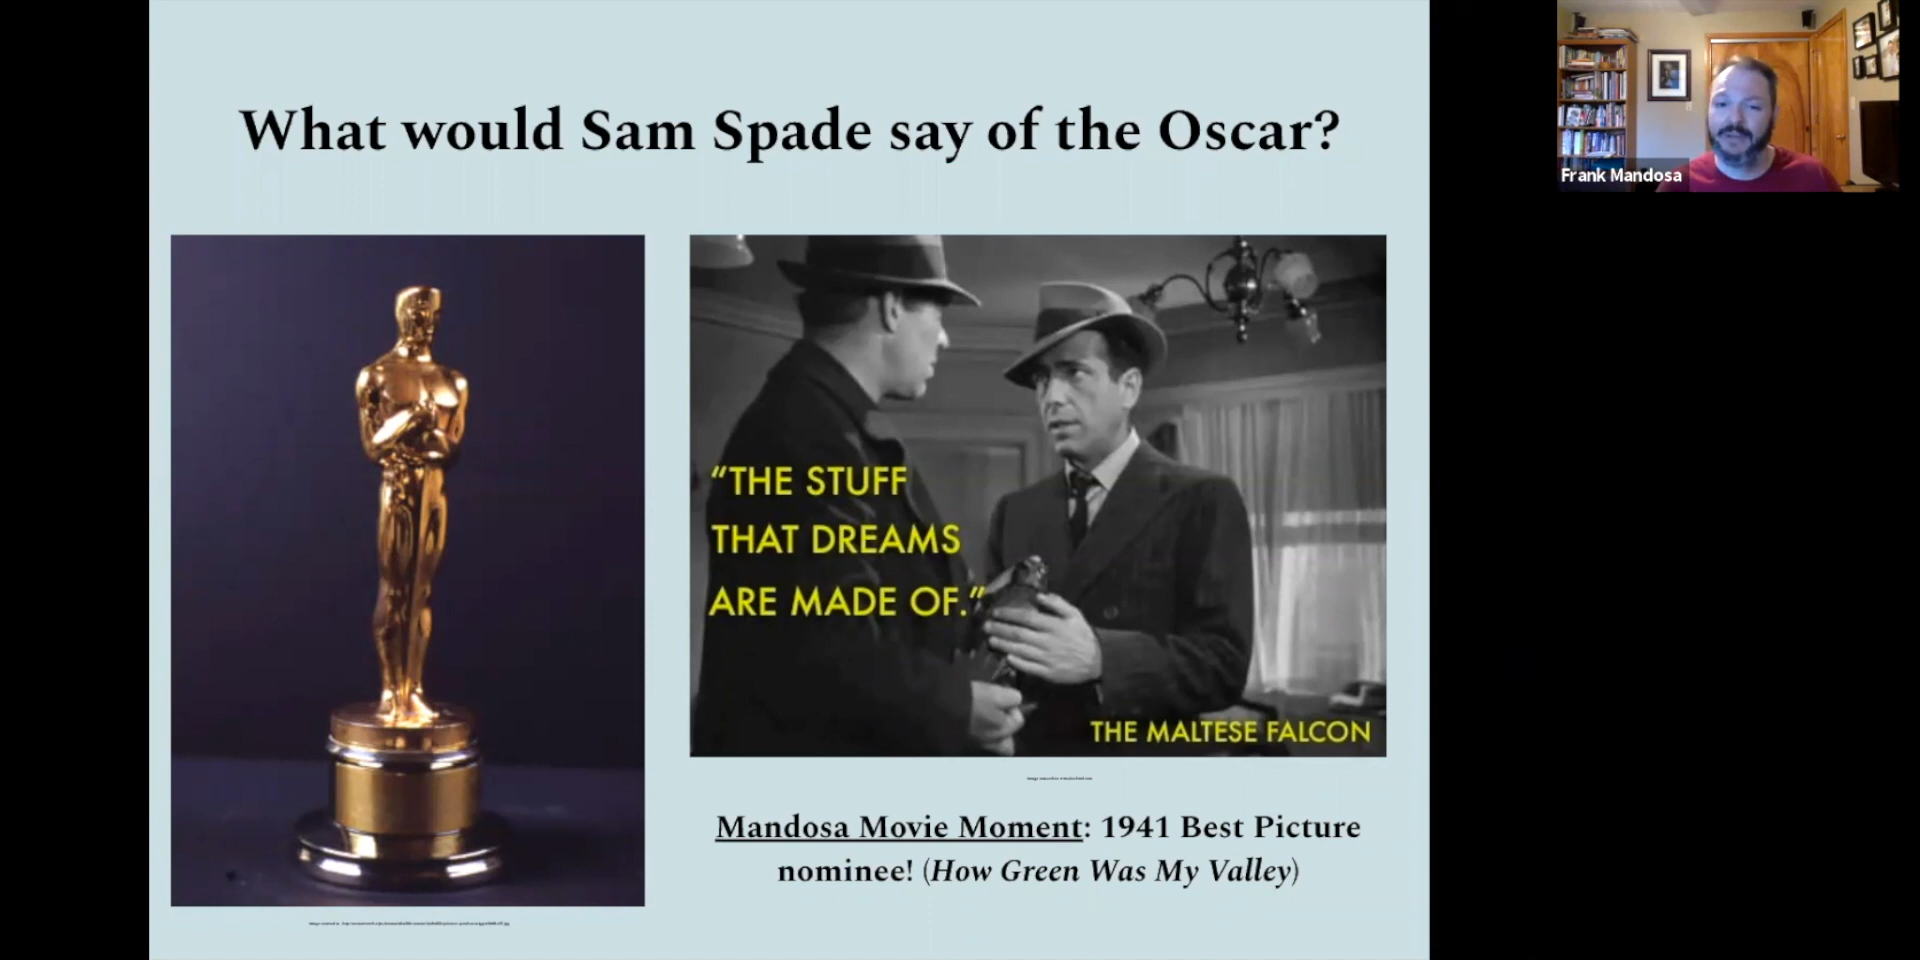 What would Sam Spade say of the Oscar?
Frank Mandosa
“THE STUFF
THAT DREAMS
ARE MADE OF.”
THE MALTESE FALCON
Mandosa Movie Moment: 1941 Best Picture
nominee! (How Green Was My Valley)